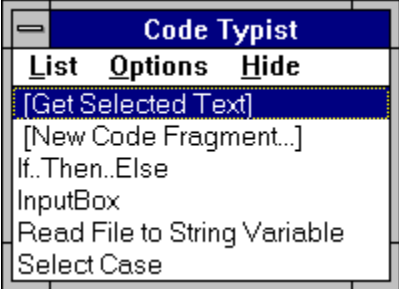 Code Typist
List Options Hide
[Get Selected Text]
[New Code Fragment...]
If..Then..Else
InputBox
Read File to String Variable
Select Case